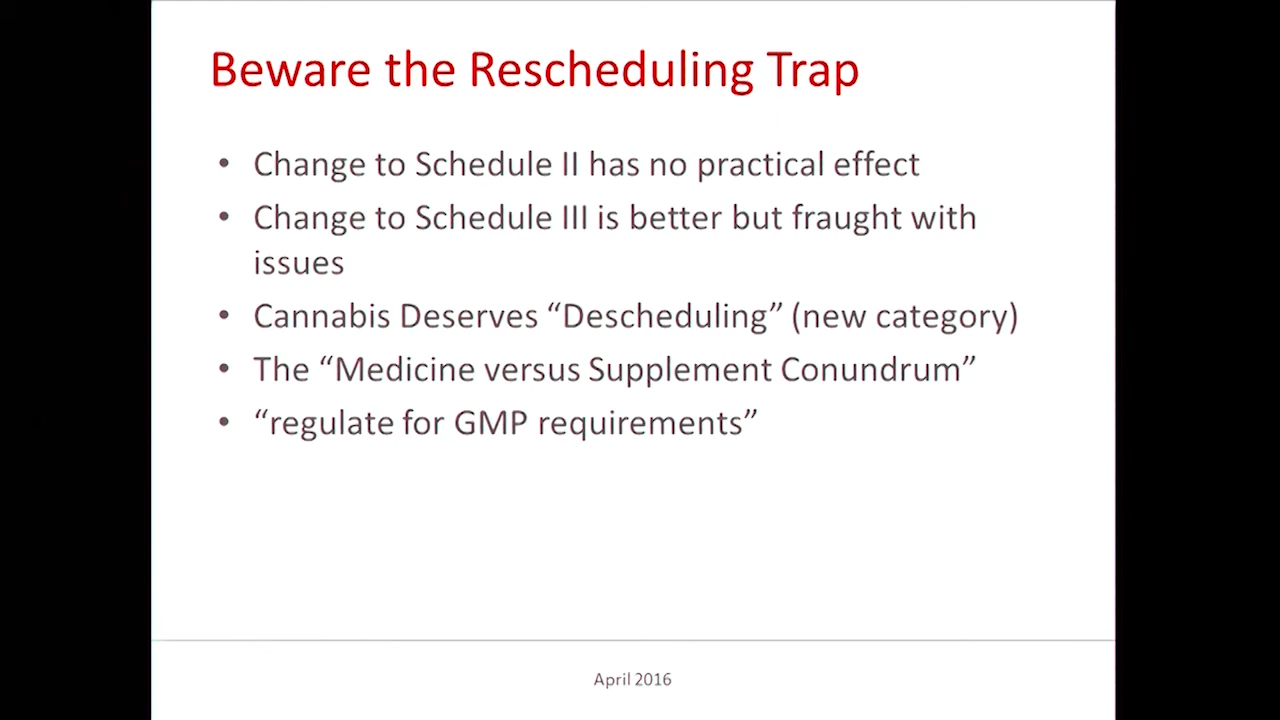 Beware the Rescheduling Trap
• Change to Schedule II has no practical effect
• Change to Schedule III is better but fraught with
issues
• Cannabis Deserves “Descheduling” (new category)
• The “Medicine versus Supplement Conundrum”
• “regulate for GMP requirements”
April 2016